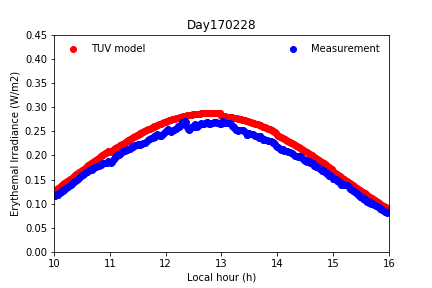 Day170228
TUV model
Measurement
Erythemal Irradiance (W/m2)
0.45
0.40
0.35
0.30
0.25
0.20
0.15
0.10
0.05
0.00
10 11 12 13 14 15 16
Local hour (h)